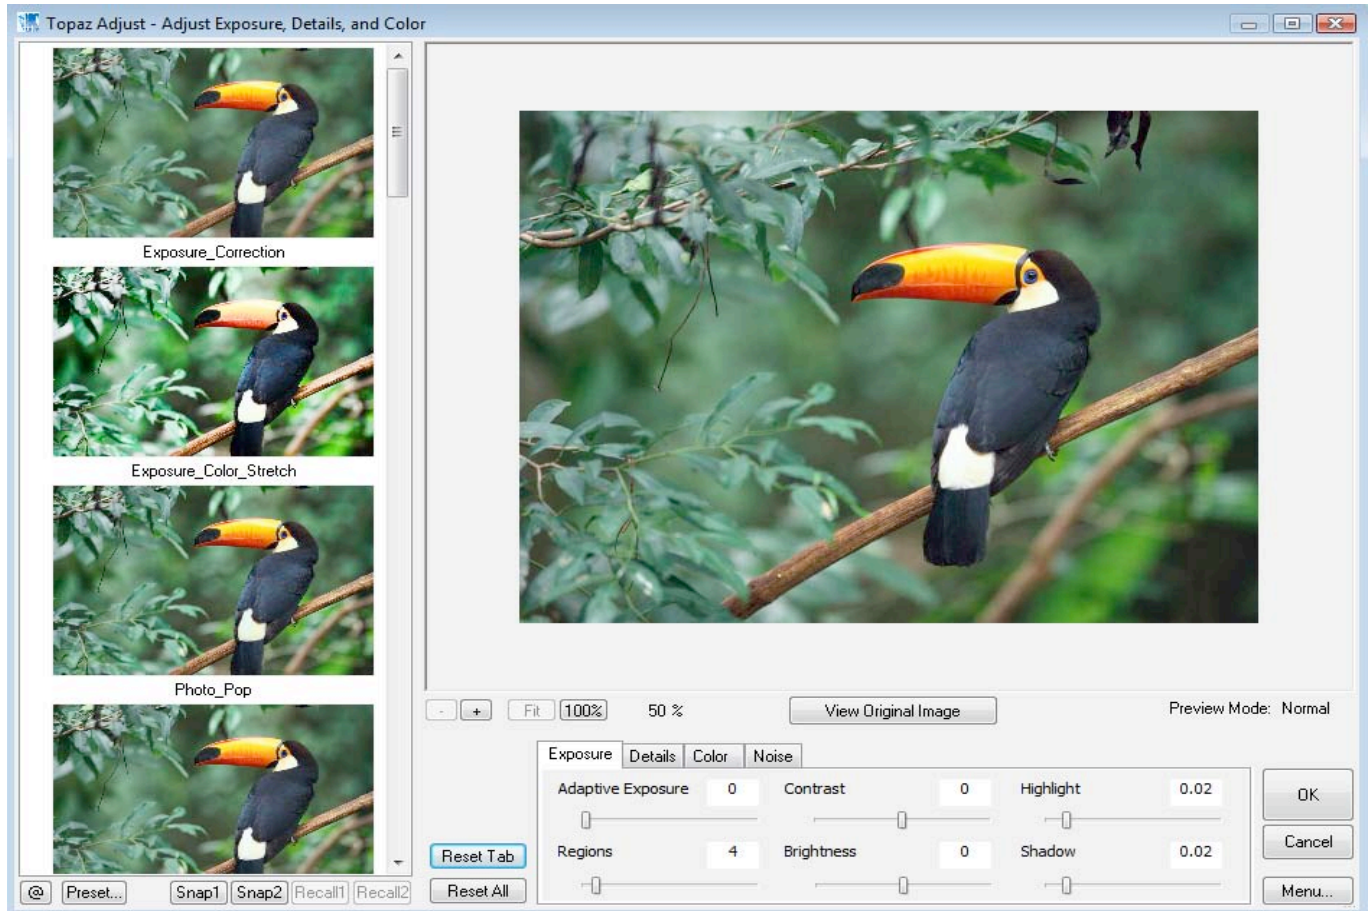 Topaz Adjust - Adjust Exposure, Details, and Color
Exposure_Correction
Exposure_Color_Stretch
Photo_Pop
@ Preset... Snap1 Snap2 Recall1 Recall2
- + Fit 100% 50 % View Original Image Preview Mode: Normal
Exposure Details Color Noise
Adaptive Exposure 0 Contrast 0 Highlight 0.02
Regions 4 Brightness 0 Shadow 0.02
Reset Tab
Reset All
OK
Cancel
Menu...